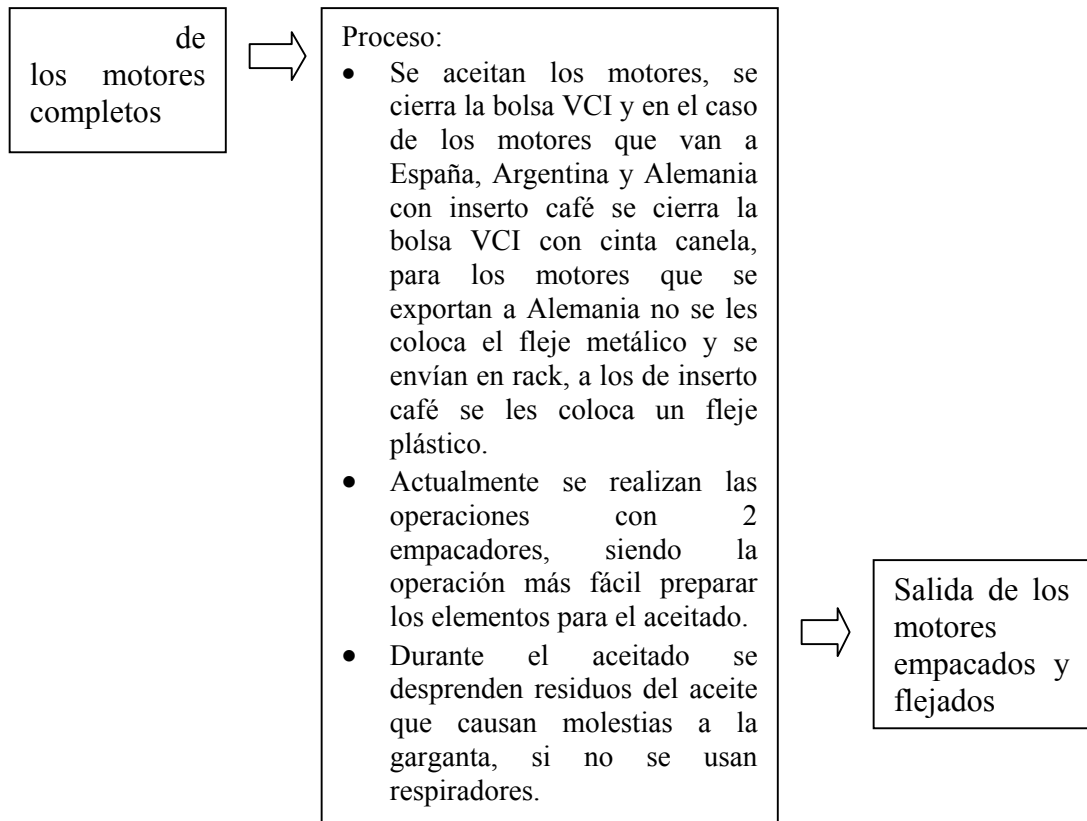 de
los motores
completos
Proceso:
• Se aceitan los motores, se
cierra la bolsa VCI y en el caso
de los motores que van a
España, Argentina y Alemania
con inserto café se cierra la
bolsa VCI con cinta canela,
para los motores que se
exportan a Alemania no se les
coloca el fleje metálico y se
envían en rack, a los de inserto
café se les coloca un fleje
plástico.
• Actualmente se realizan las
operaciones con 2
empacadores, siendo la
operación más fácil preparar
los elementos para el aceitado.
• Durante el aceitado se
desprenden residuos del aceite
que causan molestias a la
garganta, si no se usan
respiradores.
Salida de los
motores
empacados y
flejados